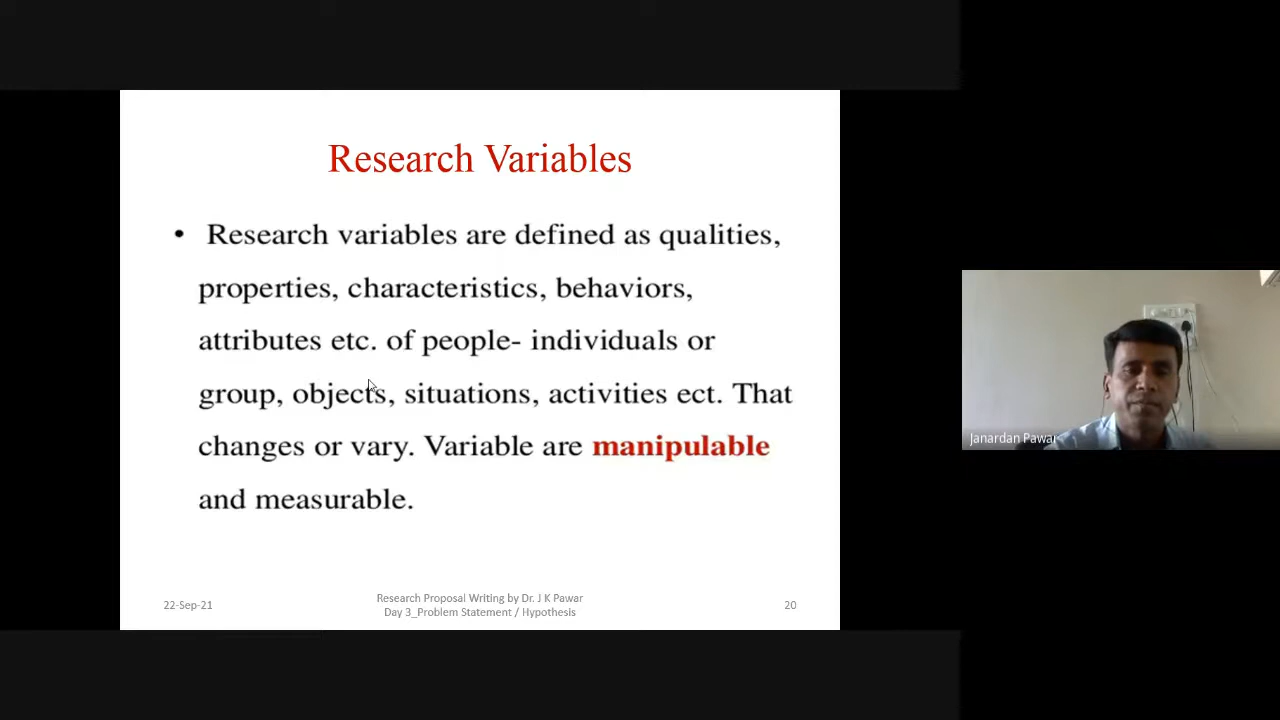 Research Variables
• Research variables are defined as qualities,
properties, characteristics, behaviors,
attributes etc. of people- individuals or
group, objects, situations, activities ect. That
changes or vary. Variable are manipulable
and measurable.
22-Sep-21
Research Proposal Writing by Dr. J K Pawar
Day 3_Problem Statement / Hypothesis
20
Janardan Pawar